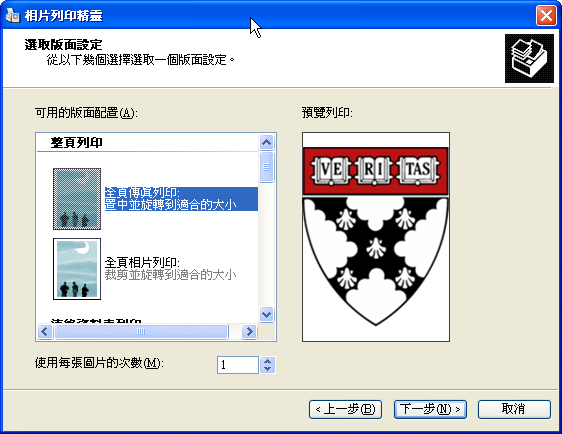 相片列印精靈
選取版面設定
從以下幾個選擇選取一個版面設定。
可用的版面配置(A):
預覽列印:
整頁列印
全頁傳真列印:
置中並旋轉到適合的大小
全頁相片列印:
裁剪並旋轉到適合的大小
VE RI TAS
使用每張圖片的次數(M):
1
< 上一步(B)
下一步(N) >
取消